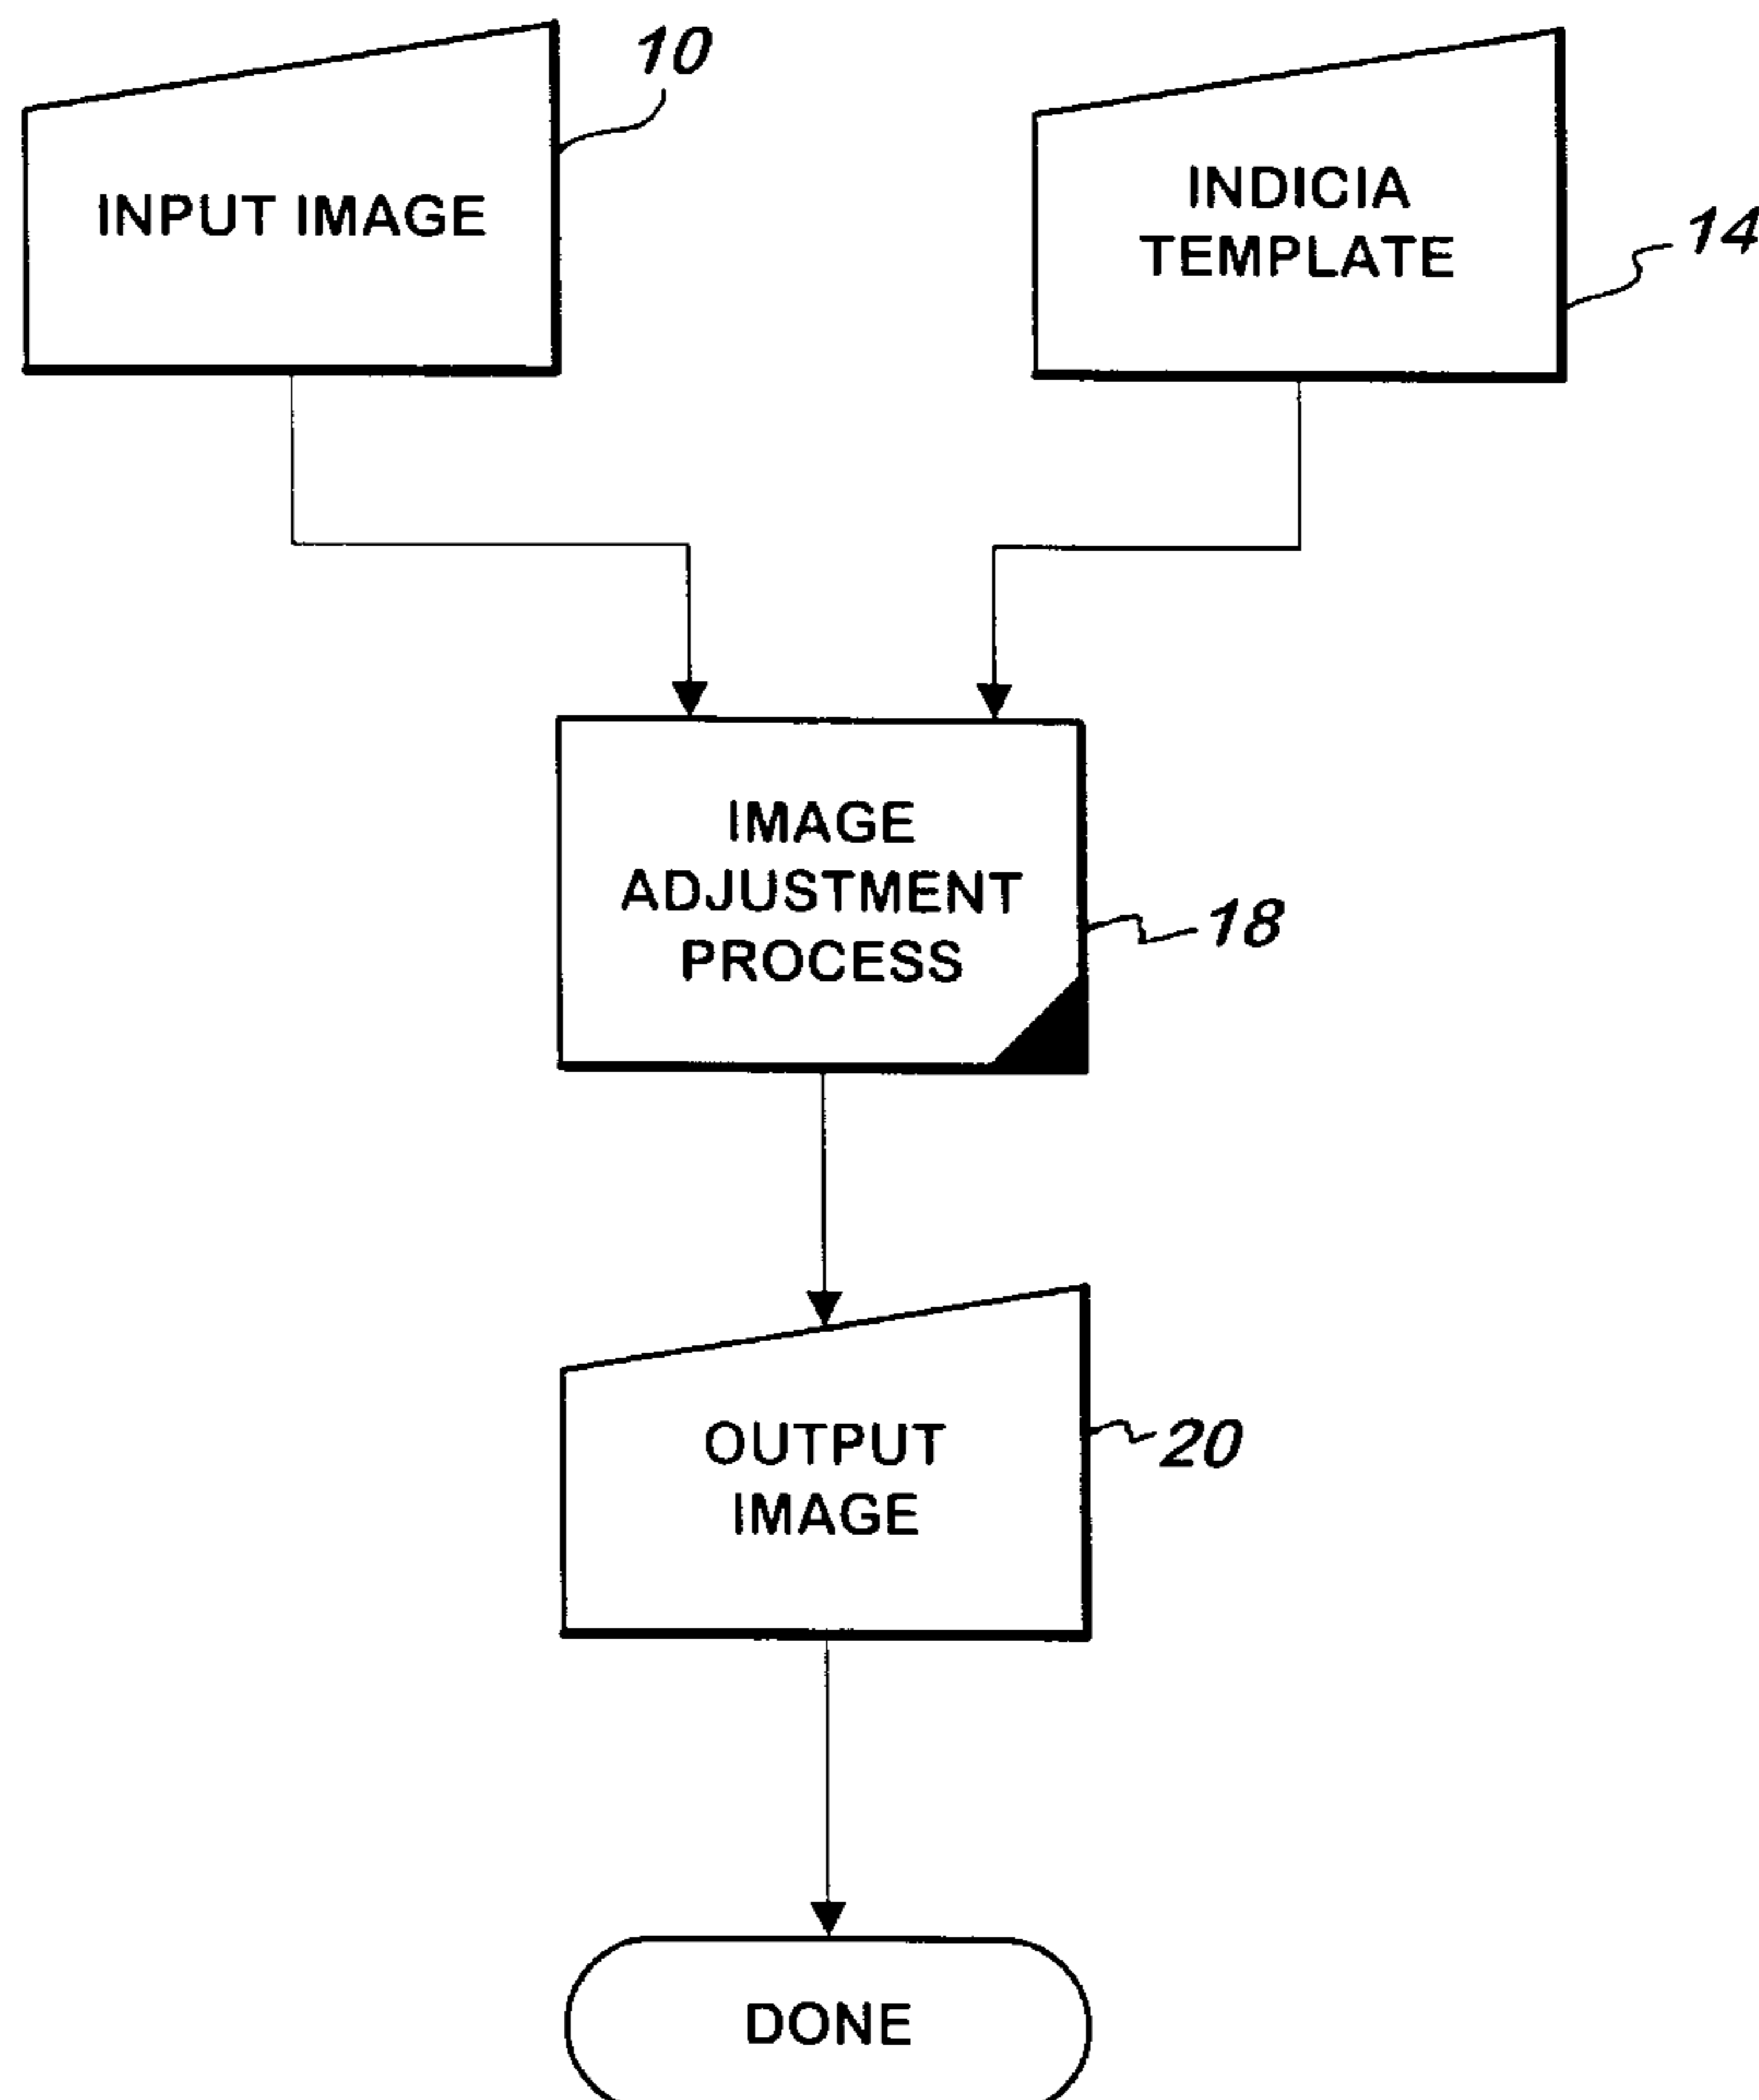 10
INPUT IMAGE
INDICIA
TEMPLATE
14
IMAGE
ADJUSTMENT
PROCESS
18
OUTPUT
IMAGE
20
DONE